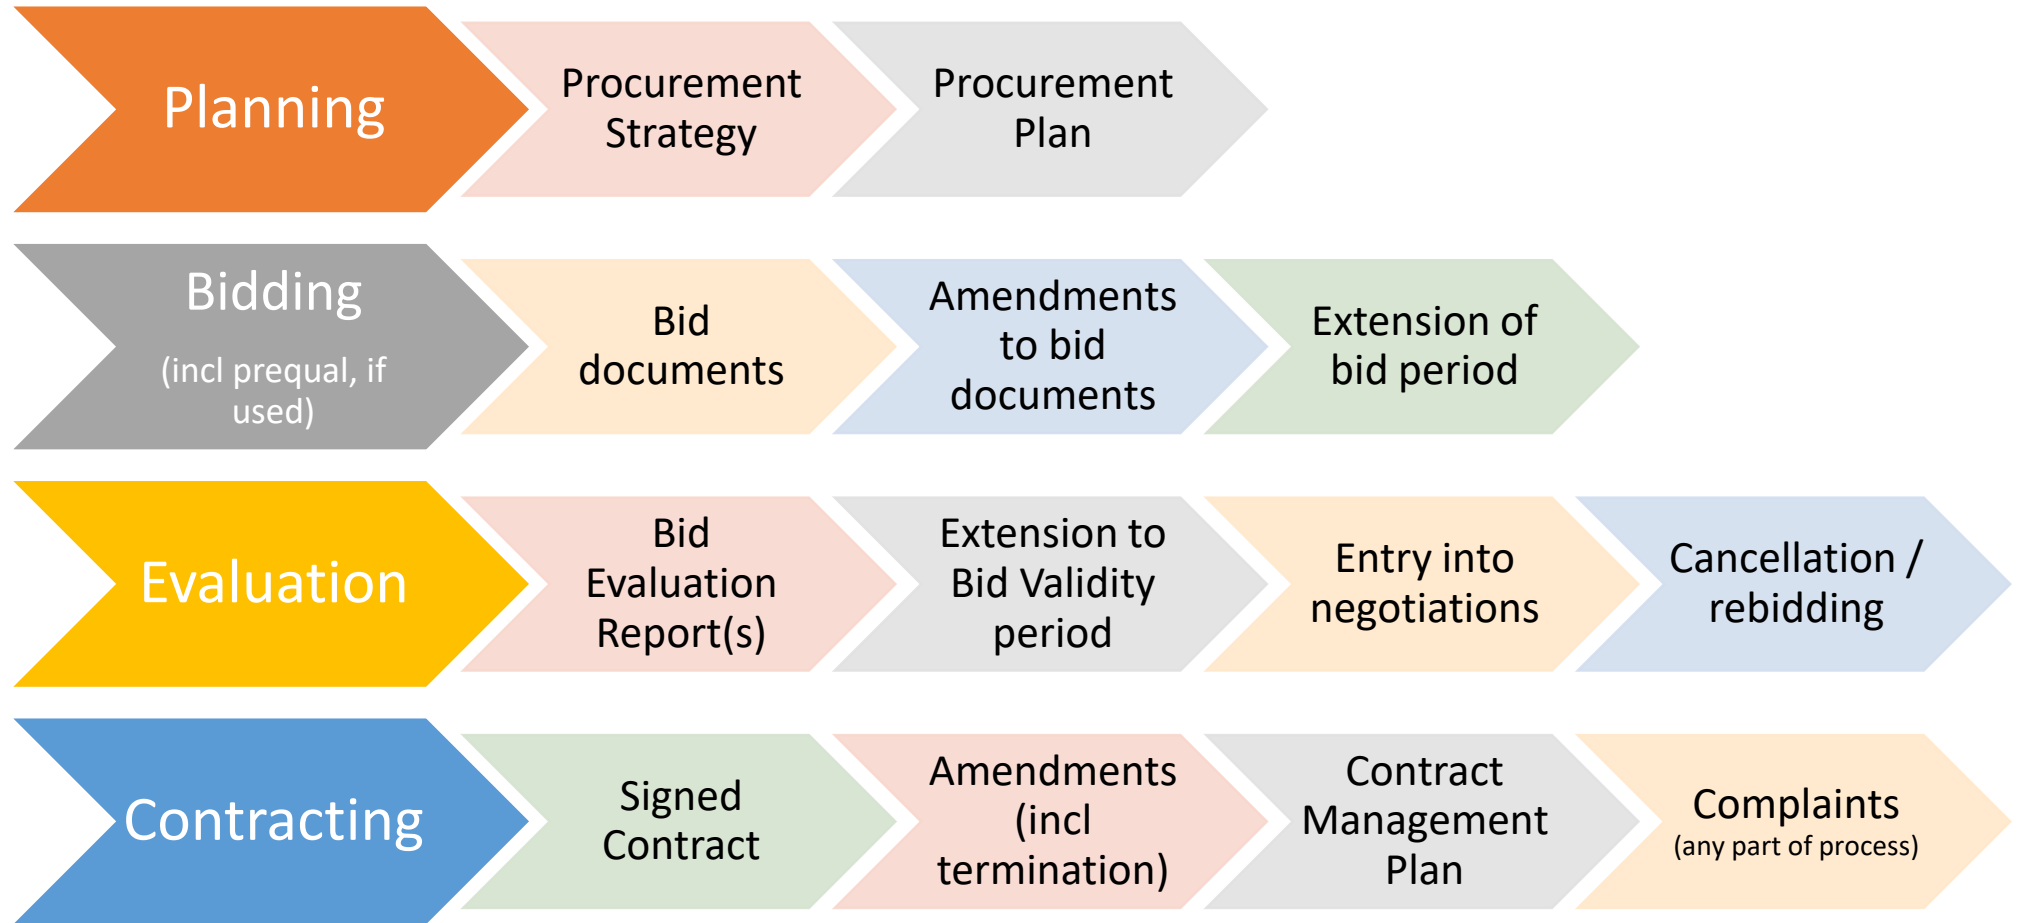 Planning
Procurement
Strategy
Procurement
Plan
Bidding
(incl prequal, if
used)
Bid
documents
Amendments
to bid
documents
Extension of
bid period
Evaluation
Bid
Evaluation
Report(s)
Extension to
Bid Validity
period
Entry into
negotiations
Cancellation /
rebidding
Contracting
Signed
Contract
Amendments
(incl
termination)
Contract
Management
Plan
Complaints
(any part of process)